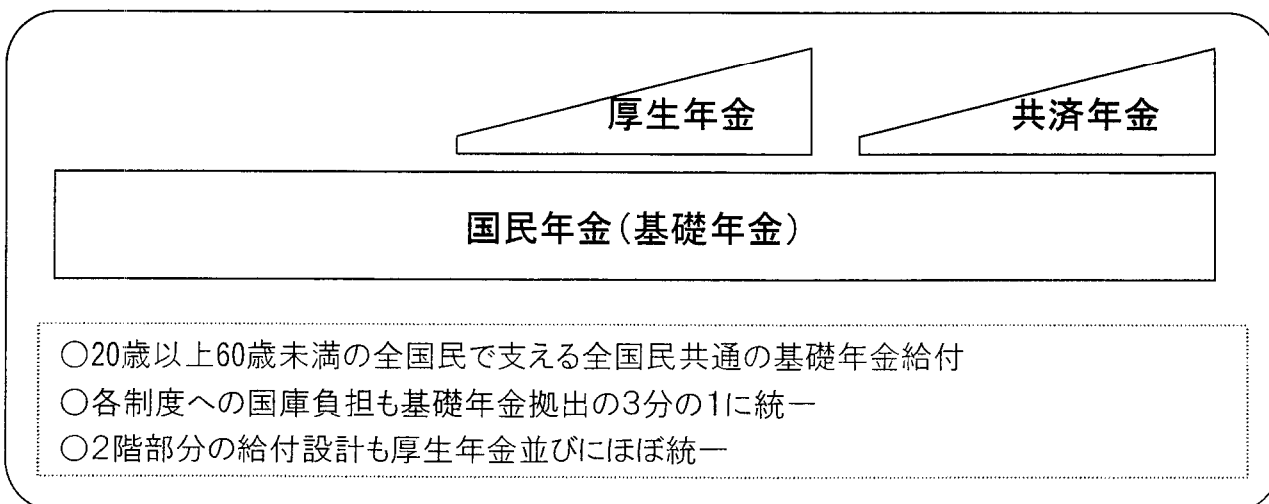 厚生年金
共済年金
国民年金（基礎年金）
○20歳以上60歳未満の全国民で支える全国民共通の基礎年金給付
○各制度への国庫負担も基礎年金拠出の3分の1に統一
○2階部分の給付設計も厚生年金並びにほぼ統一